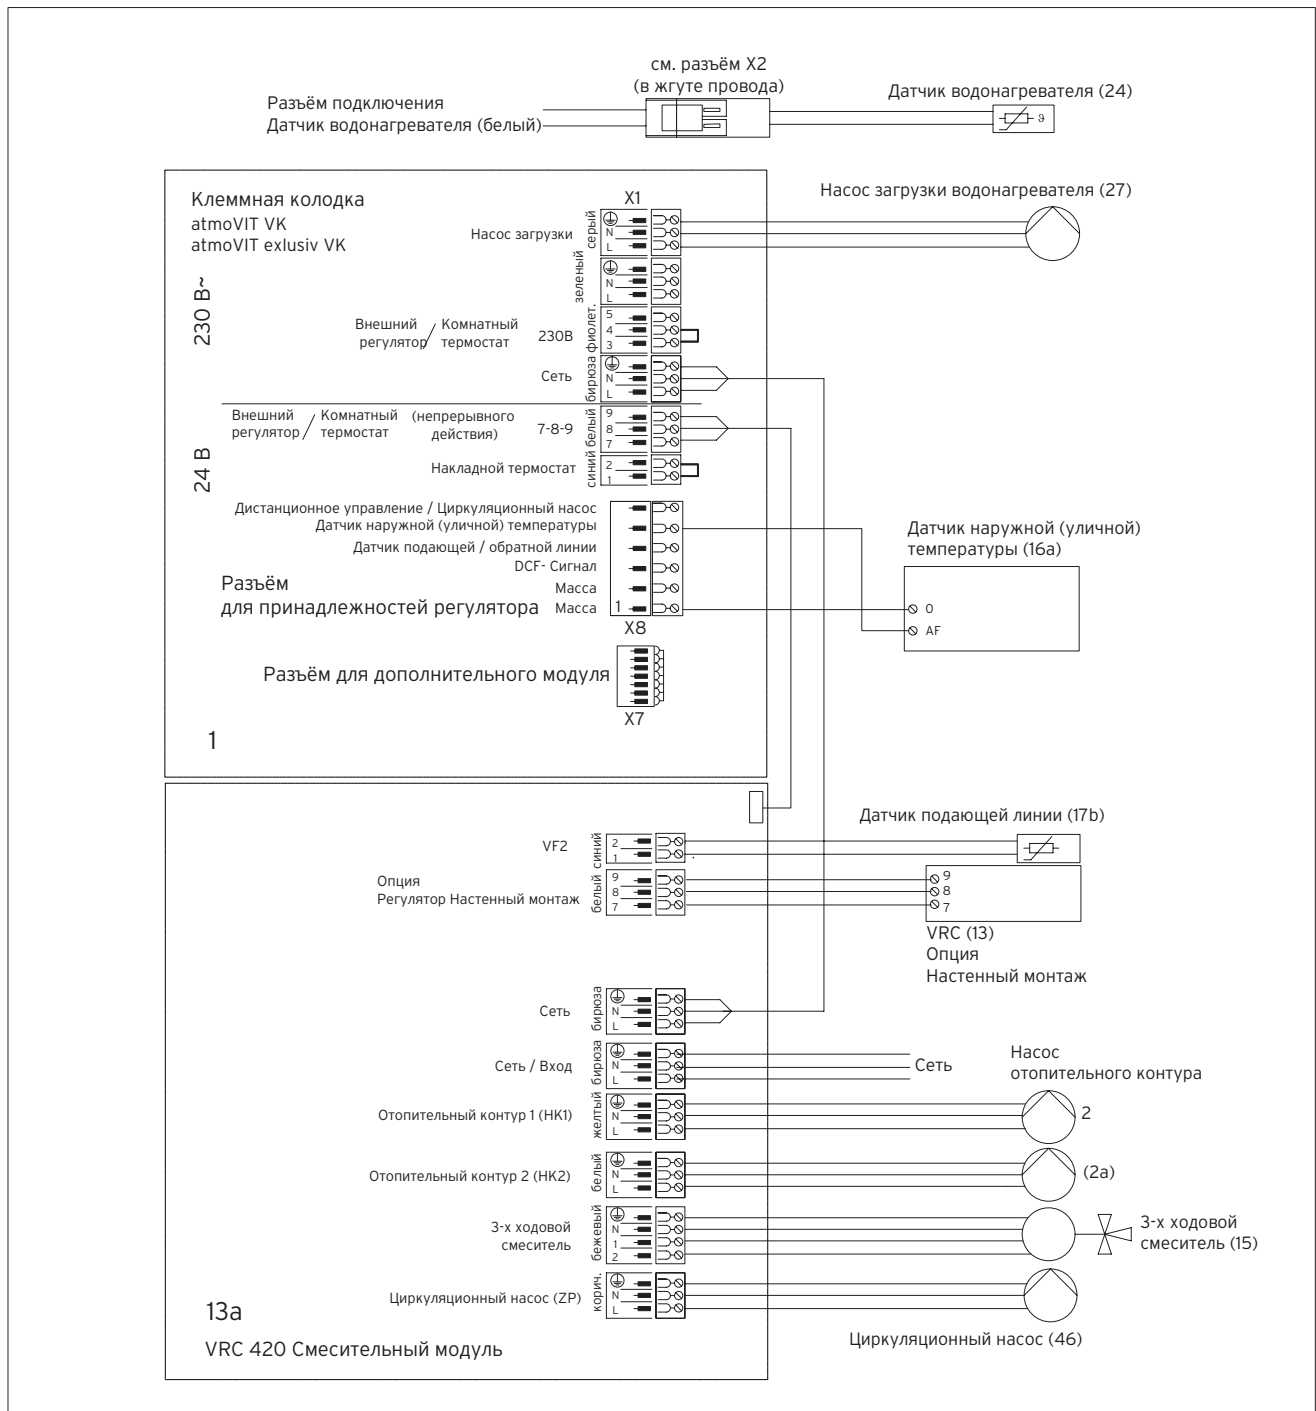 см. разъём X2
(в жгуте провода)
Разъём подключения
Датчик водонагревателя (белый)
Датчик водонагревателя (24)
ϑ
Клеммная колодка
atmoVIT VK
atmoVIT exlusiv VK
X1
Насос загрузки водонагревателя (27)
Насос загрузки
серый
N
L
зеленый
N
L
230 В~
Внешний
регулятор
/
Комнатный
термостат
230В
фиолет.
5
4
3
Сеть
бирюза
N
L
24 В
Внешний
регулятор
/
Комнатный
термостат
(непрерывного
действия)
7-8-9
белый
9
8
7
Накладной термостат
синий
2
1
Дистанционное управление / Циркуляционный насос
Датчик наружной (уличной) температуры
Датчик подающей / обратной линии
DCF- Сигнал
Масса
Масса
1
Разъём
для принадлежностей регулятора
X8
Датчик наружной (уличной)
температуры (16a)
0
AF
Разъём для дополнительного модуля
X7
1
Датчик подающей линии (17b)
VF2
синий
2
1
Опция
Регулятор Настенный монтаж
белый
9
8
7
9
8
7
VRC (13)
Опция
Настенный монтаж
Сеть
бирюза
N
L
Сеть / Вход
бирюза
N
L
Сеть
Насос
отопительного контура
Отопительный контур 1 (HK1)
желтый
N
L
2
Отопительный контур 2 (HK2)
белый
N
L
(2a)
3-х ходовой
смеситель
бежевый
N
1
2
3-х ходовой
смеситель (15)
Циркуляционный насос (ZP)
корич.
N
L
Циркуляционный насос (46)
13a
VRC 420 Смесительный модуль